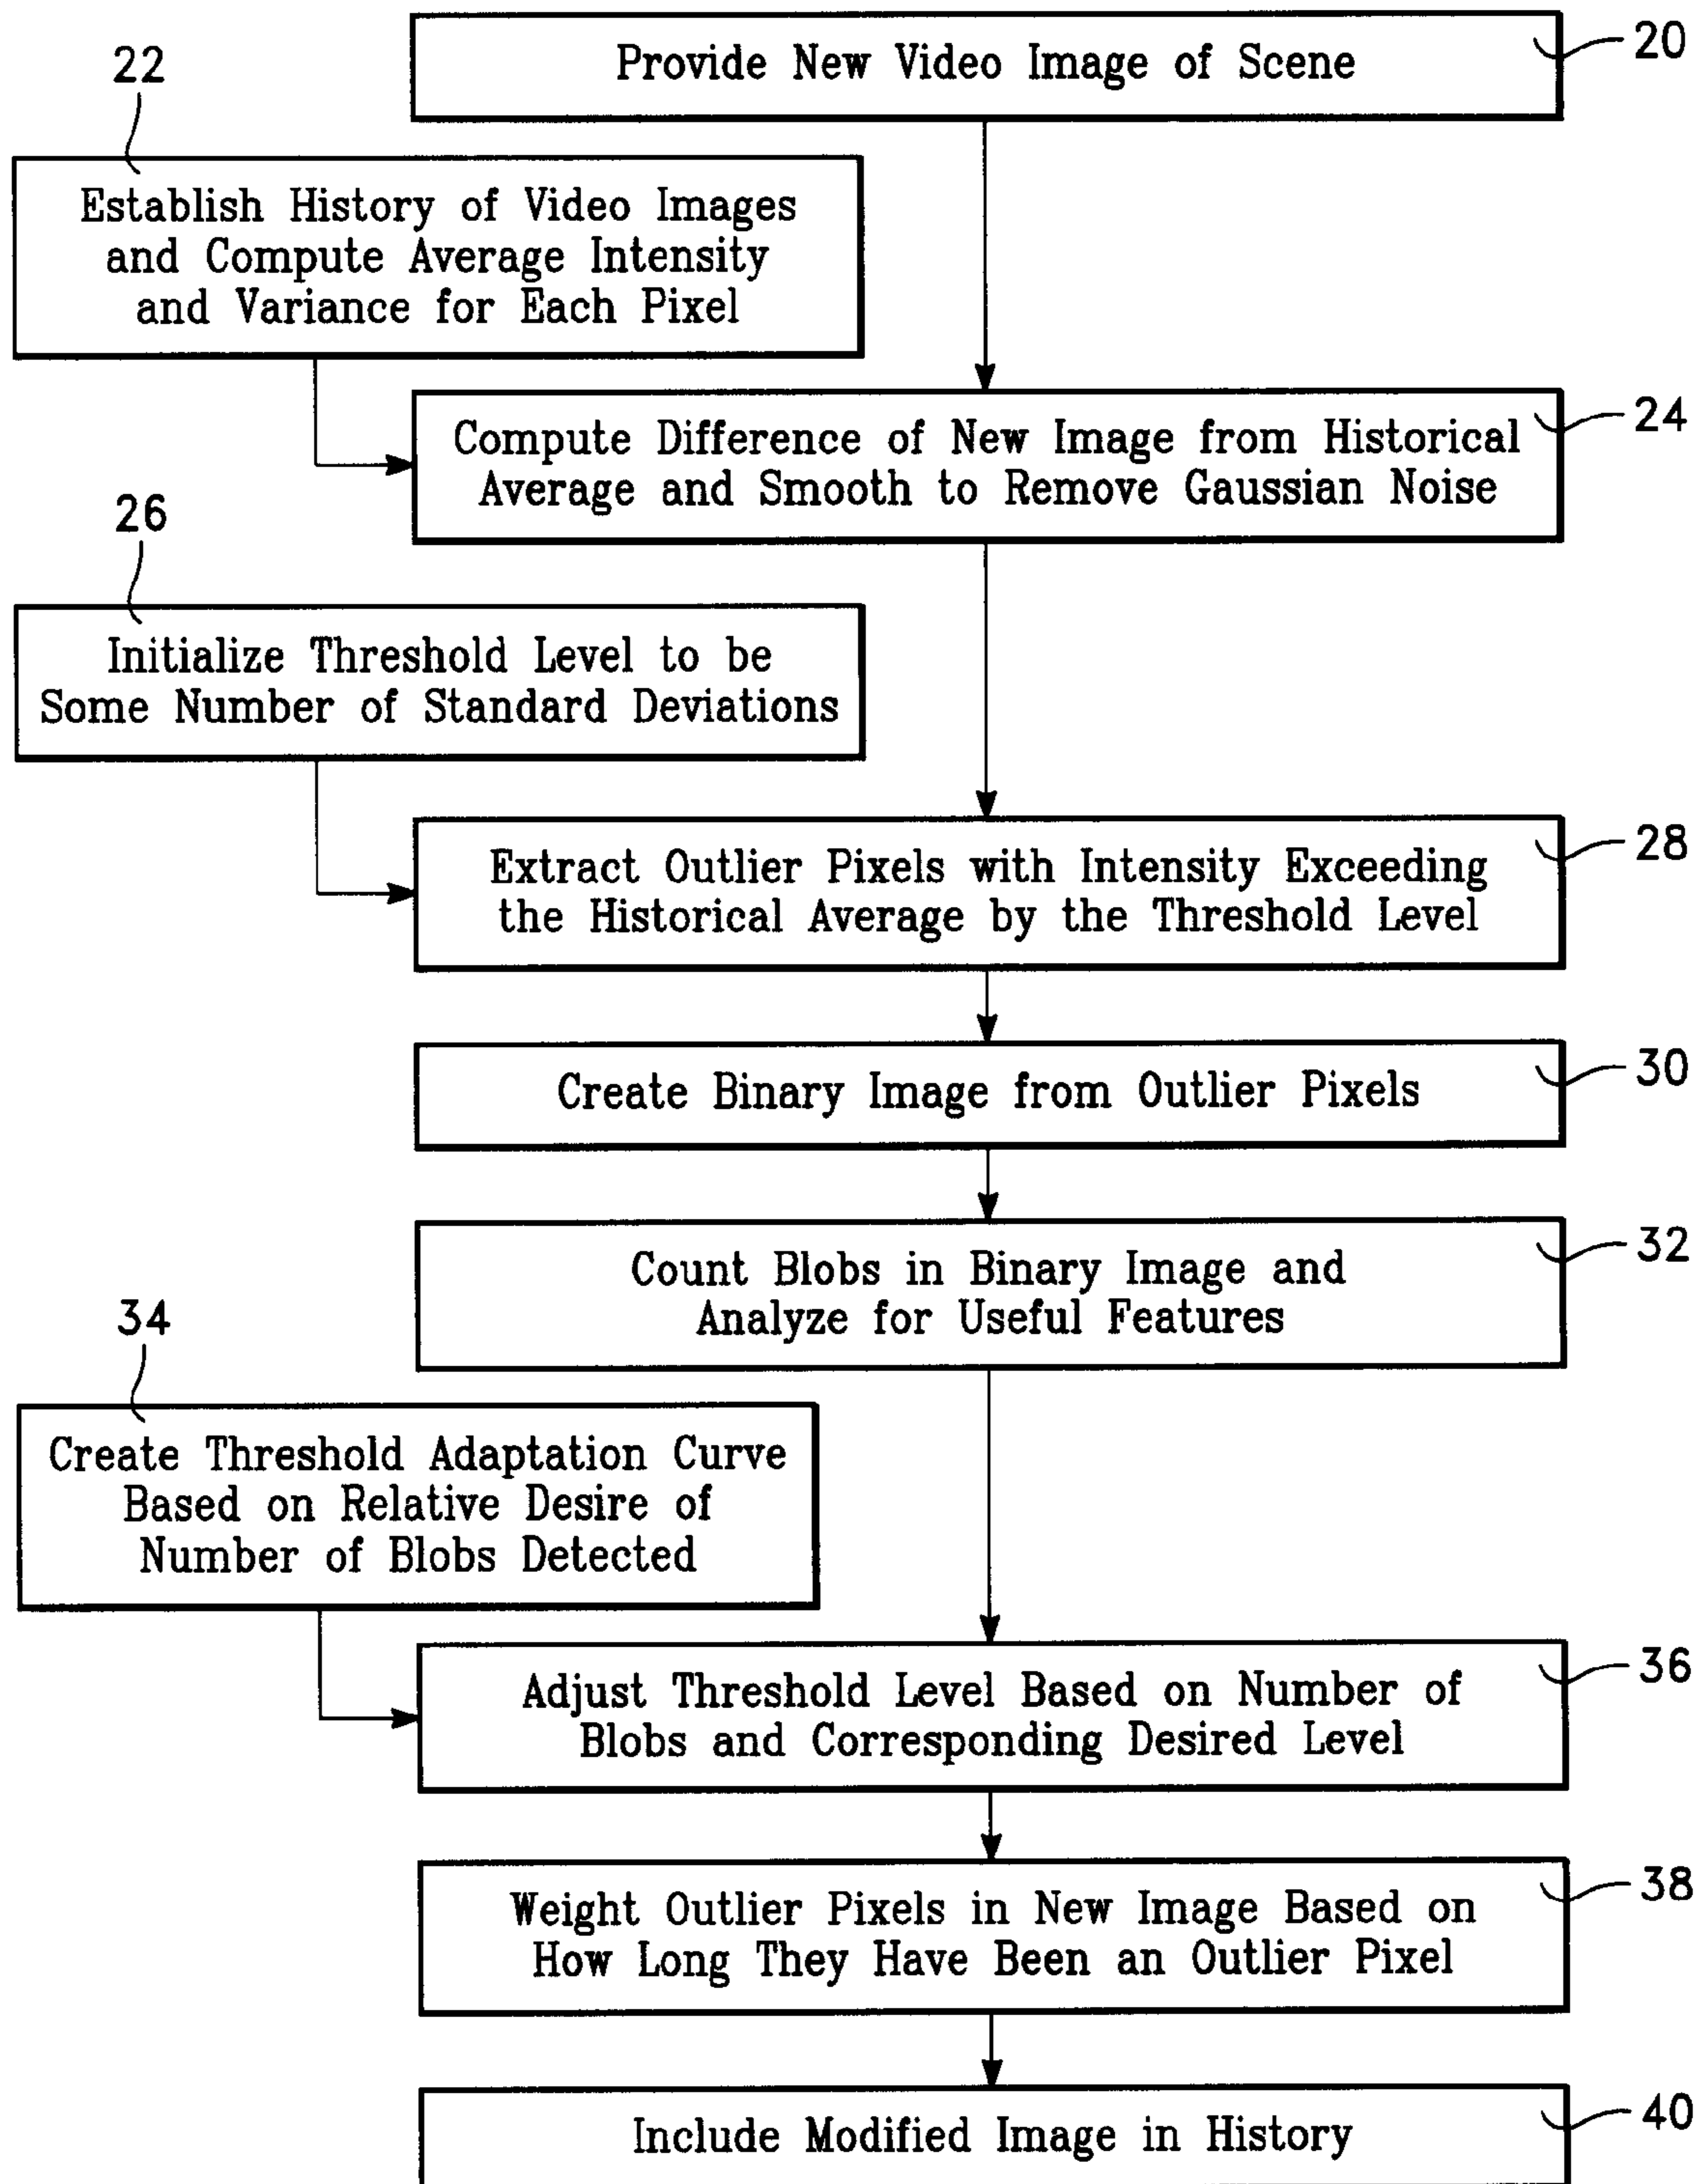 Provide New Video Image of Scene
20
22
Establish History of Video Images
and Compute Average Intensity
and Variance for Each Pixel
Compute Difference of New Image from Historical
Average and Smooth to Remove Gaussian Noise
24
26
Initialize Threshold Level to be
Some Number of Standard Deviations
Extract Outlier Pixels with Intensity Exceeding
the Historical Average by the Threshold Level
28
Create Binary Image from Outlier Pixels
30
Count Blobs in Binary Image and
Analyze for Useful Features
32
34
Create Threshold Adaptation Curve
Based on Relative Desire of
Number of Blobs Detected
Adjust Threshold Level Based on Number of
Blobs and Corresponding Desired Level
36
Weight Outlier Pixels in New Image Based on
How Long They Have Been an Outlier Pixel
38
Include Modified Image in History
40